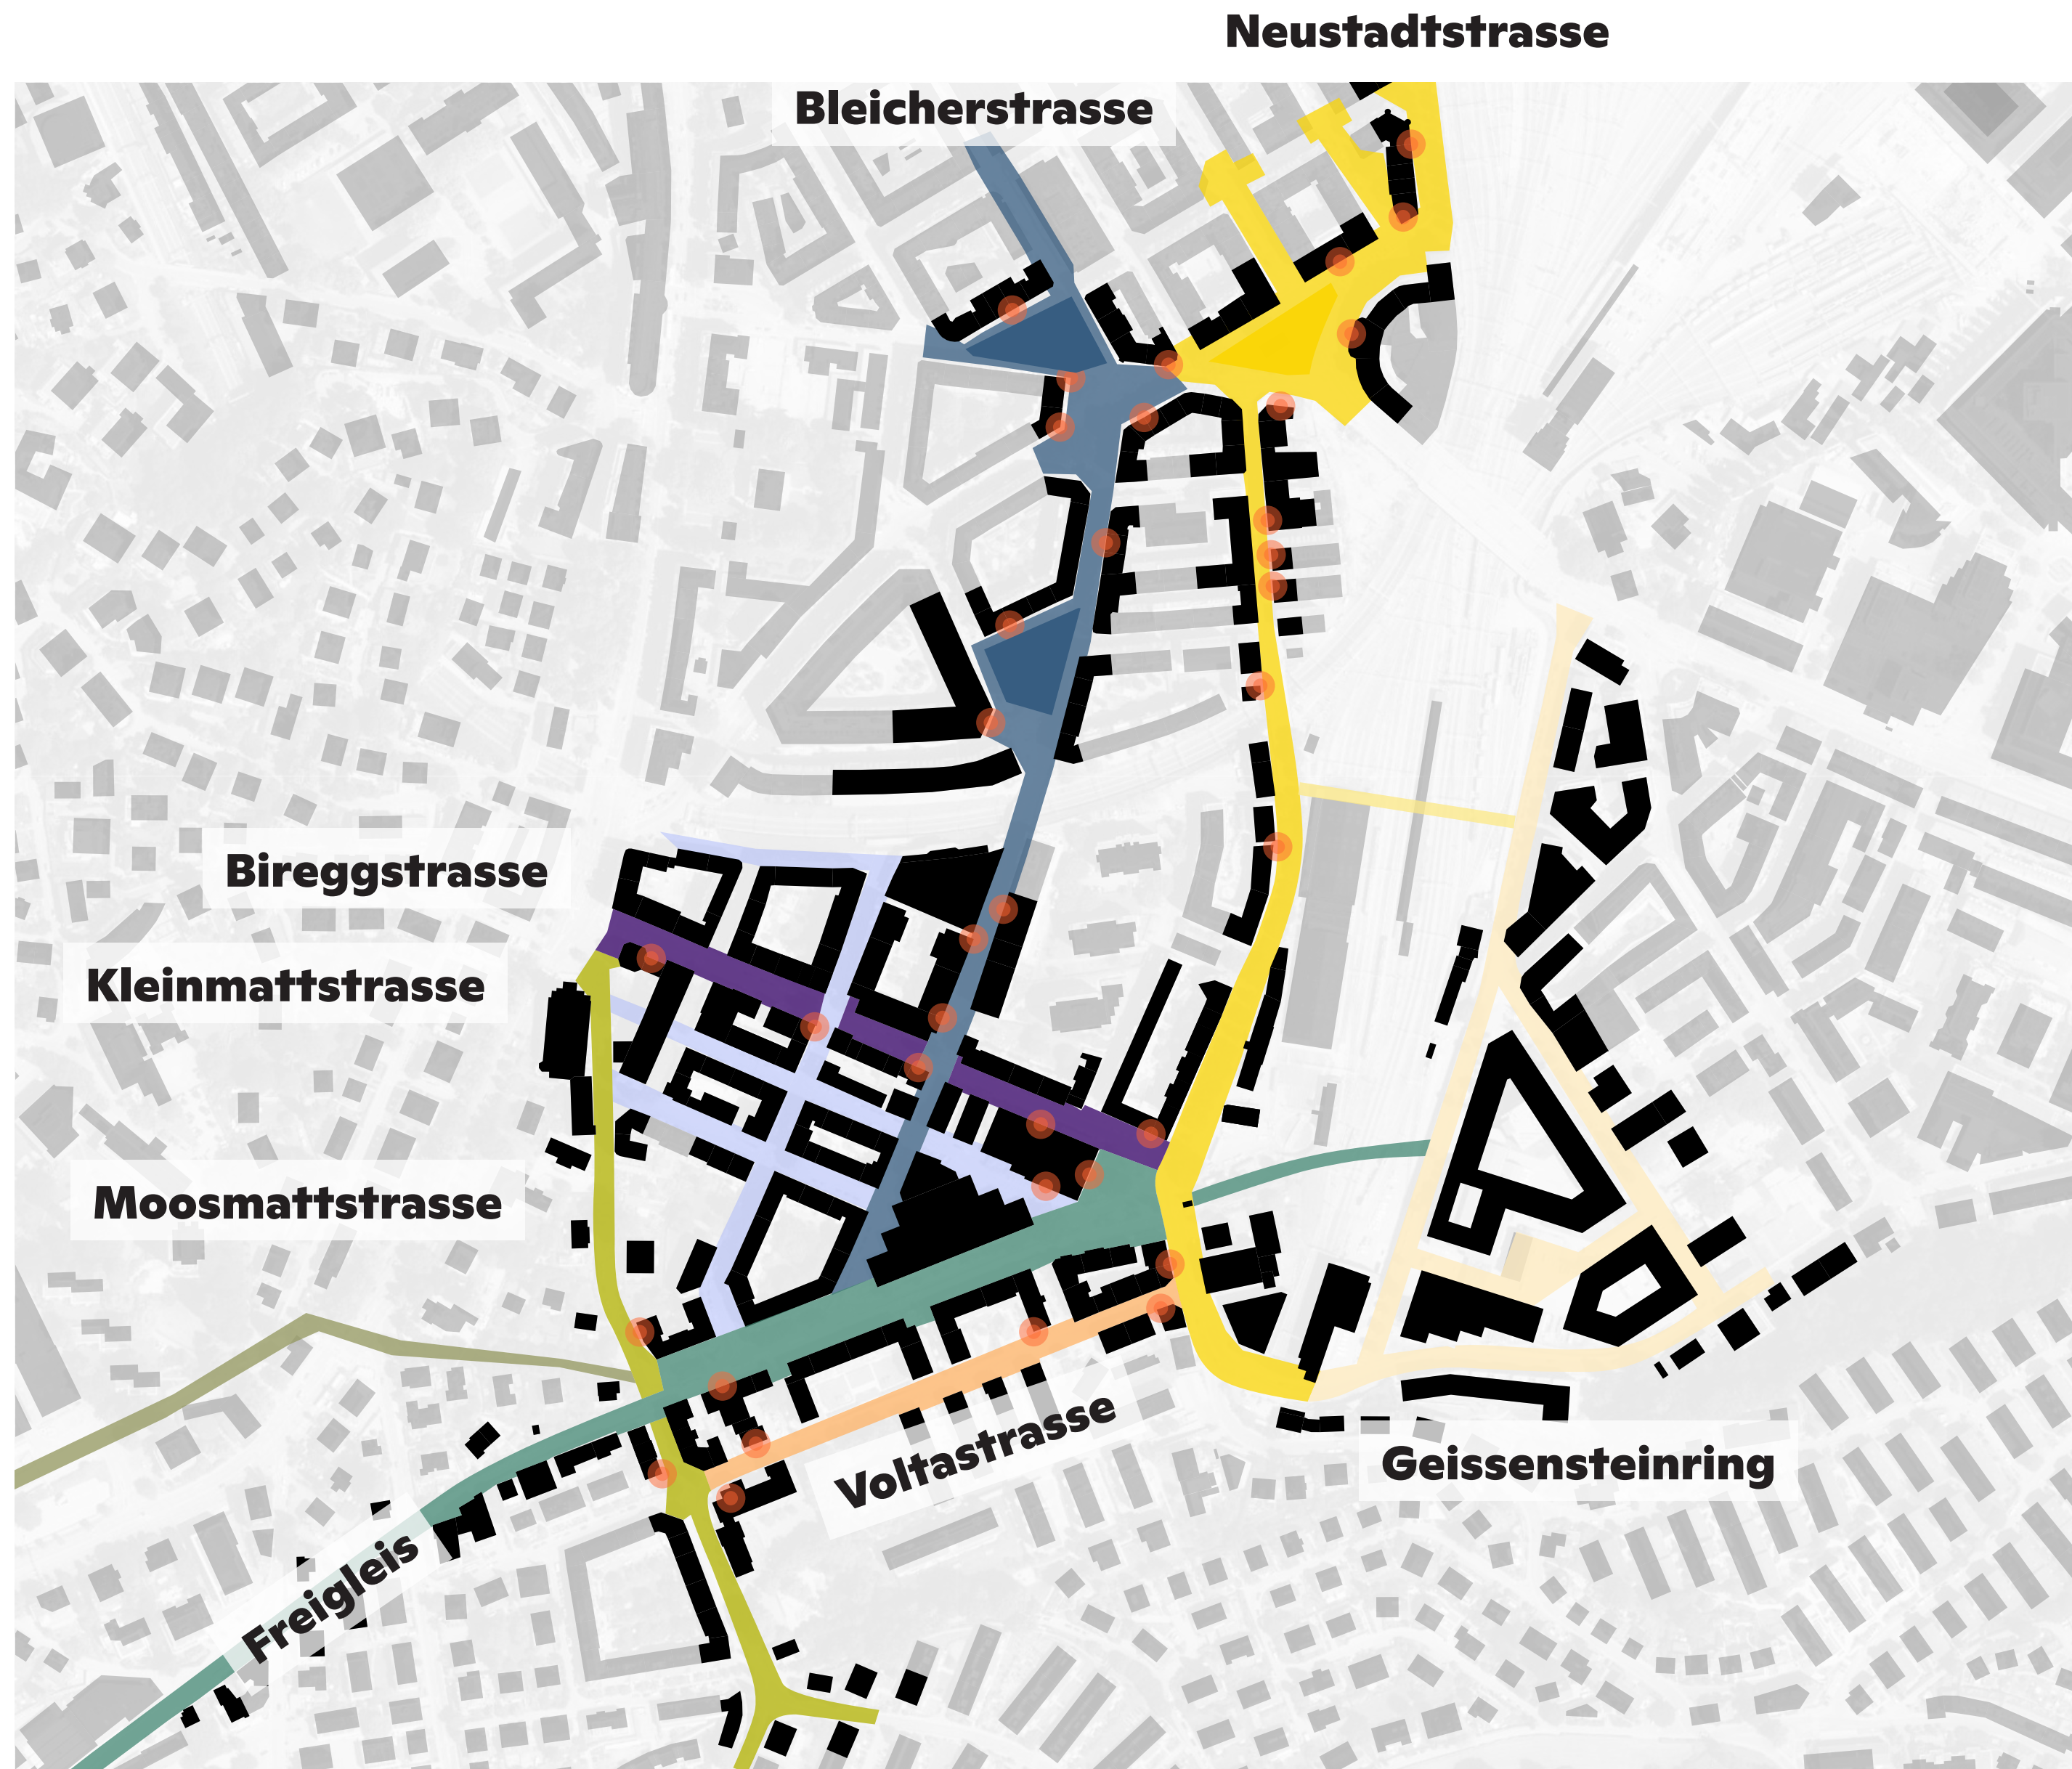 Neustadtstrasse
Bleicherstrasse
Bireggstrasse
Kleinmattstrasse
Moosmattstrasse
Voltastrasse
Geissensteinring
Freigleis